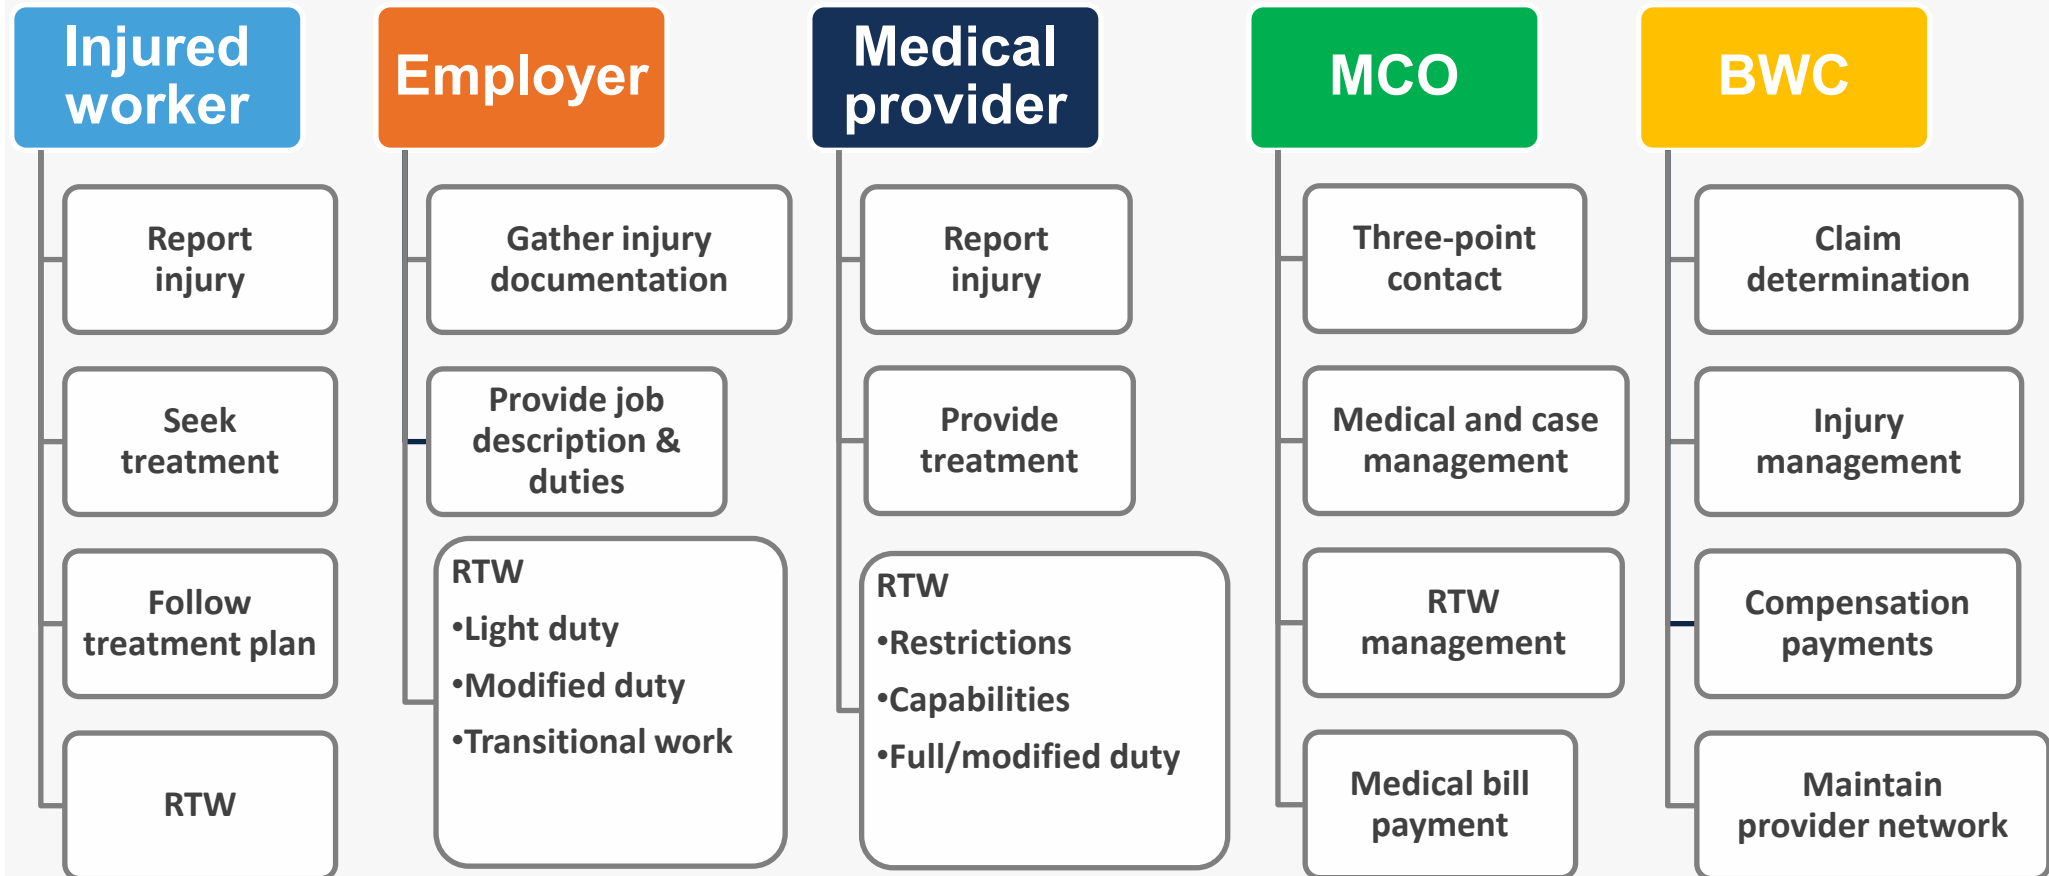 Injured
worker
Report
injury
Seek
treatment
Follow
treatment plan
RTW
Employer
Gather injury
documentation
Provide job
description &
duties
RTW
•Light duty
•Modified duty
•Transitional work
Medical
provider
Report
injury
Provide
treatment
RTW
•Restrictions
•Capabilities
•Full/modified duty
MCO
Three-point
contact
Medical and case
management
RTW
management
Medical bill
payment
BWC
Claim
determination
Injury
management
Compensation
payments
Maintain
provider network